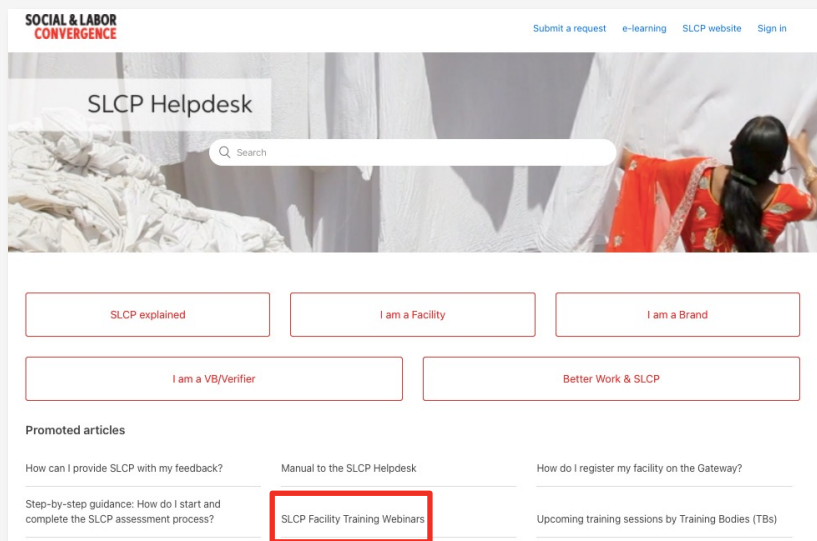 SOCIAL & LABOR
CONVERGENCE
Submit a request e-learning SLCP website Sign in
SLCP Helpdesk
Search
SLCP explained
I am a Facility
I am a Brand
I am a VB/Verifier
Better Work & SLCP
Promoted articles
How can I provide SLCP with my feedback?
Manual to the SLCP Helpdesk
How do I register my facility on the Gateway?
Step-by-step guidance: How do I start and
complete the SLCP assessment process?
SLCP Facility Training Webinars
Upcoming training sessions by Training Bodies (TBs)